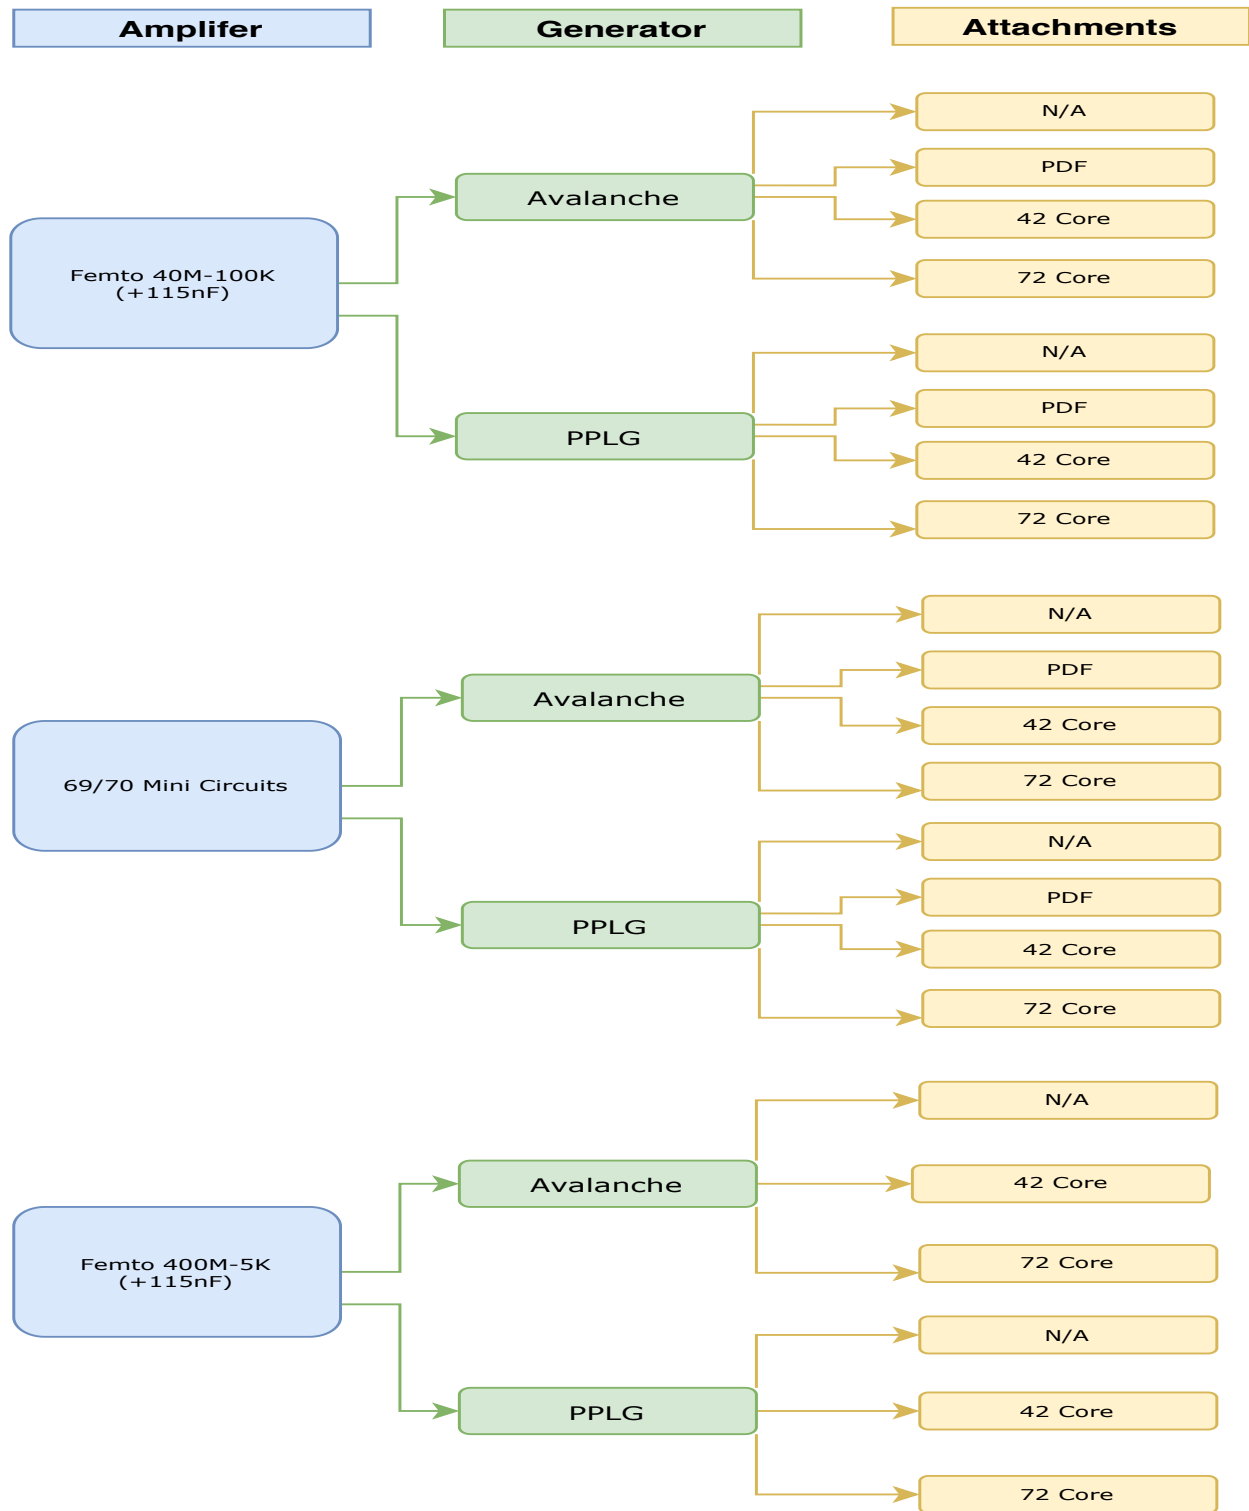 Amplifer
Generator
Attachments
N/A
PDF
Avalanche
42 Core
Femto 40M-100K
(+115nF)
72 Core
N/A
PDF
PPLG
42 Core
72 Core
N/A
PDF
Avalanche
42 Core
69/70 Mini Circuits
72 Core
N/A
PDF
PPLG
42 Core
72 Core
N/A
Avalanche
42 Core
Femto 400M-5K
(+115nF)
72 Core
N/A
PPLG
42 Core
72 Core